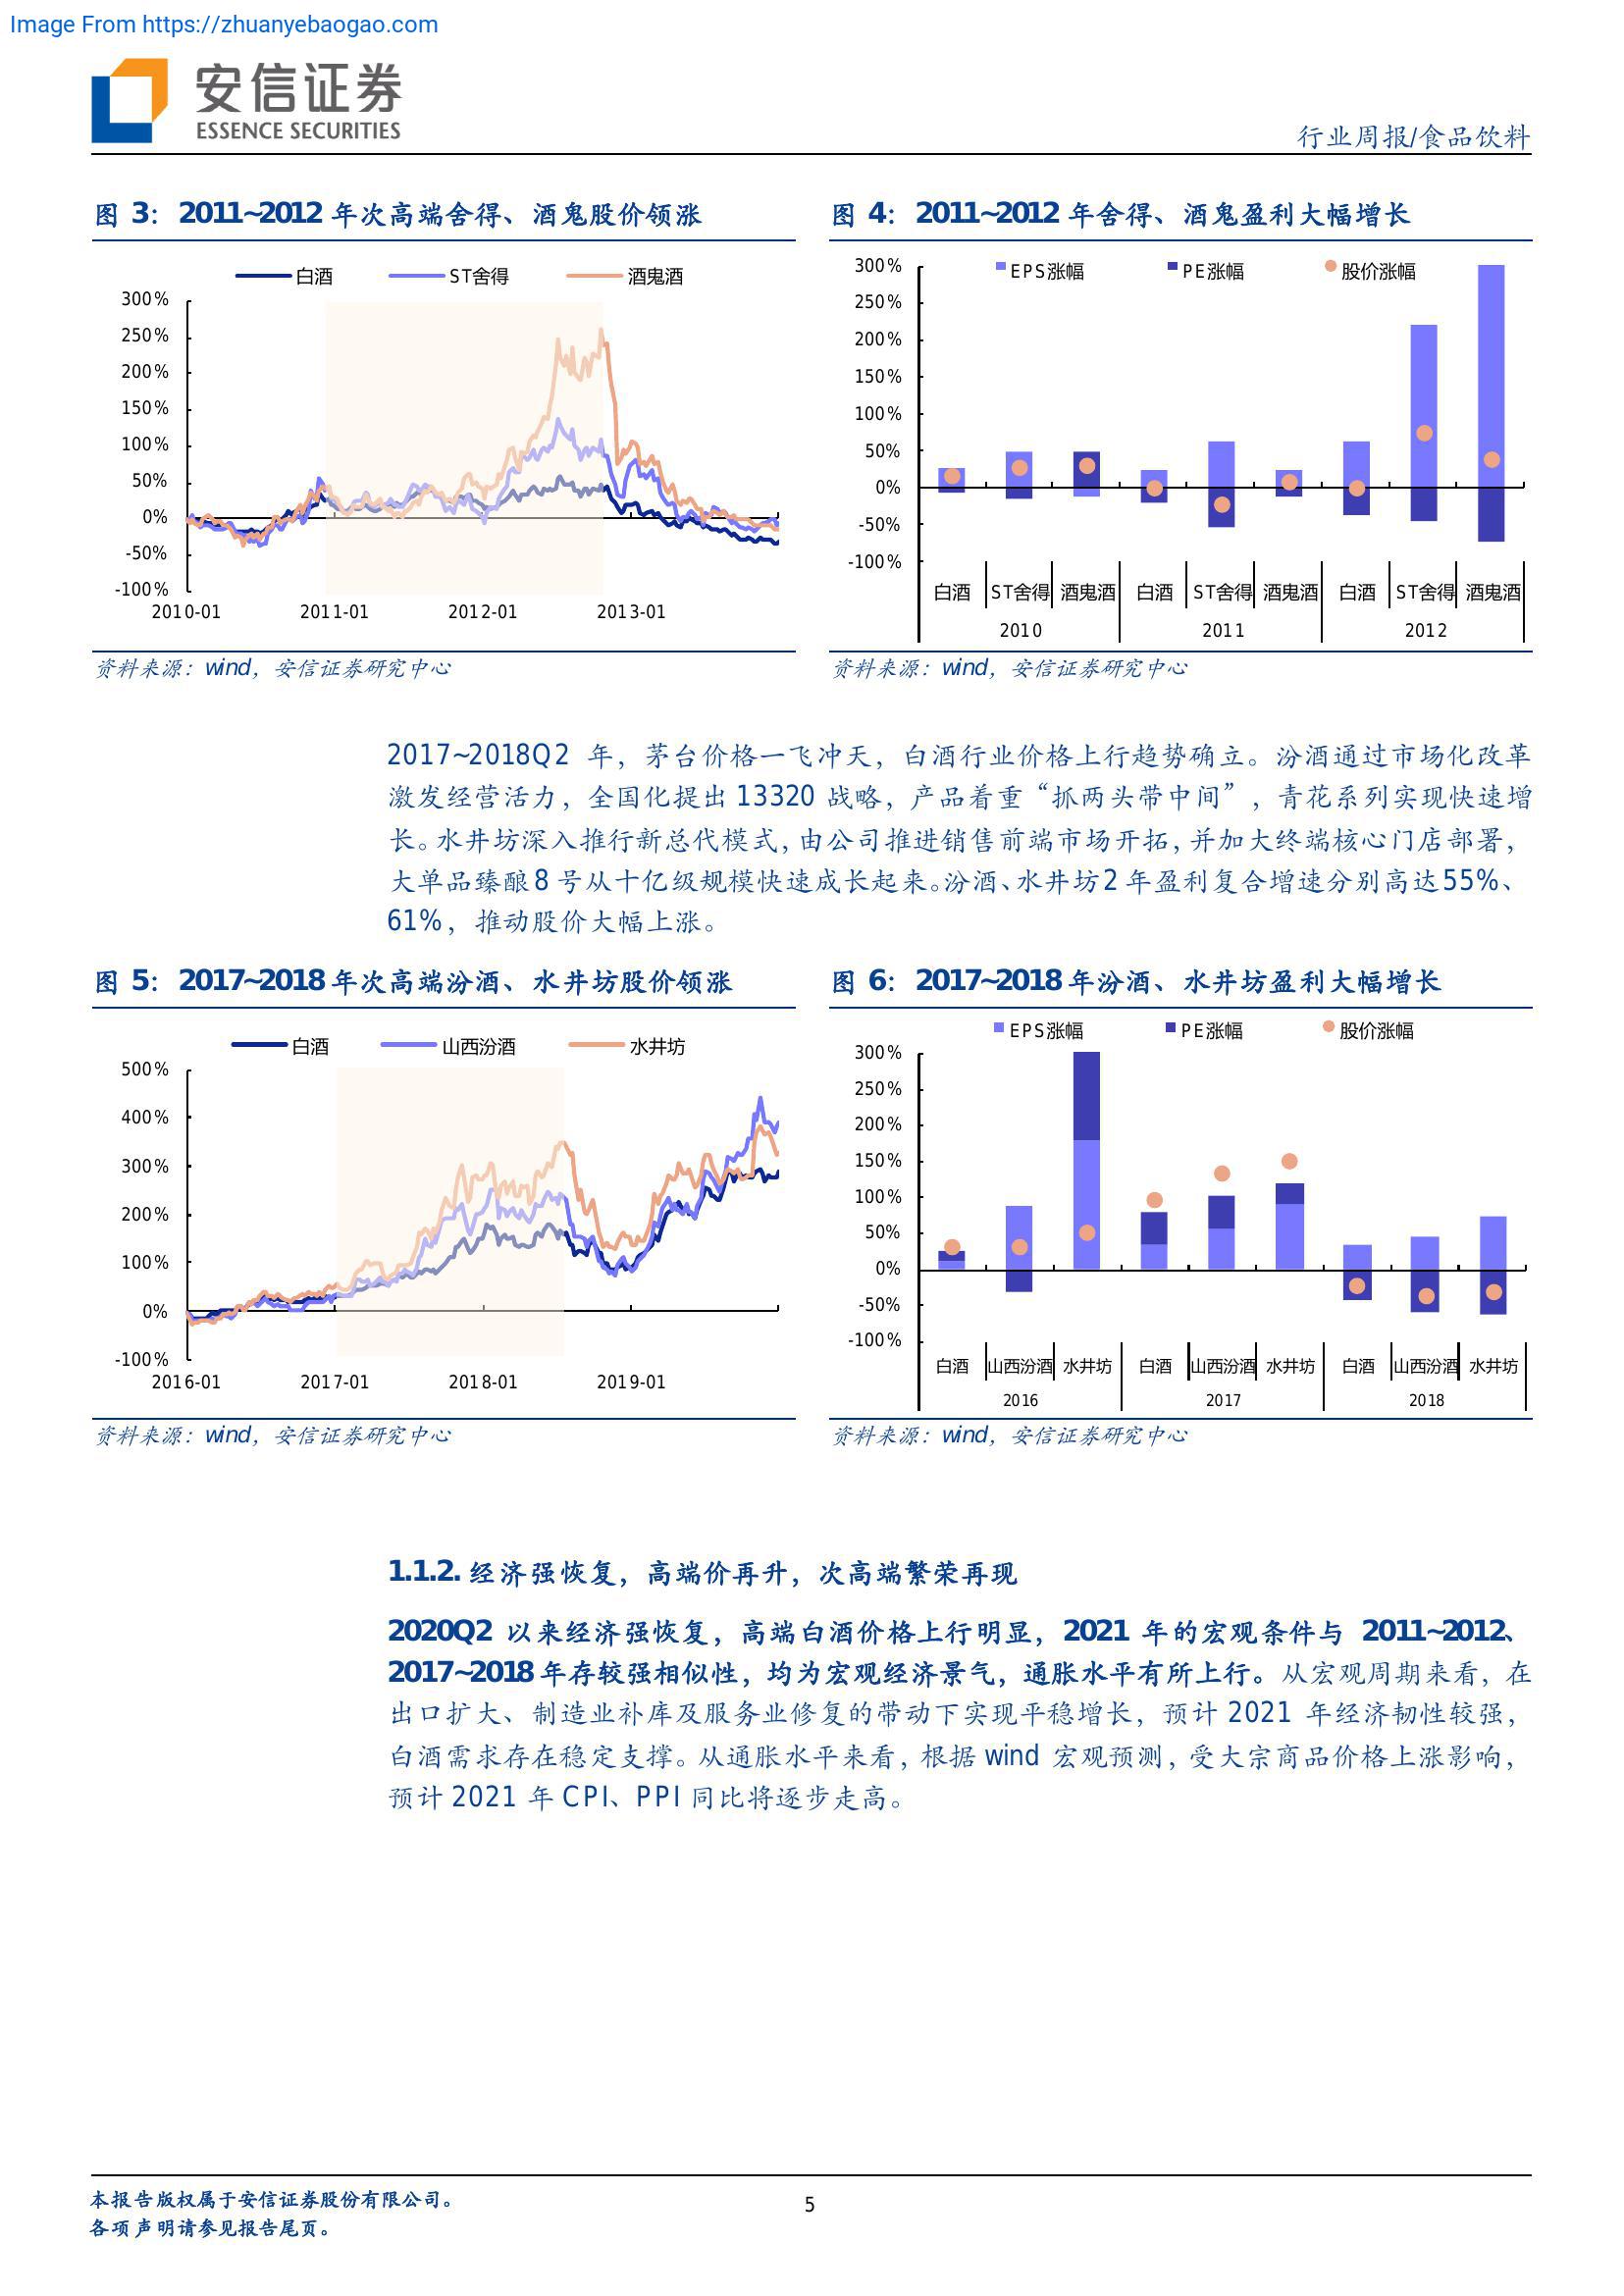 Image From https://zhuanyebaogao.com
安信证券
ESSENCE SECURITIES
行业周报/食品饮料
图 3： 2011~2012 年次高端舍得、酒鬼股价领涨
白酒 ST舍得 酒鬼酒
300%
250%
200%
150%
100%
50%
0%
-50%
-100%
2010-01 2011-01 2012-01 2013-01
资料来源：wind，安信证券研究中心
图 4： 2011~2012 年舍得、酒鬼盈利大幅增长
EPS涨幅 PE涨幅 股价涨幅
300%
250%
200%
150%
100%
50%
0%
-50%
-100%
白酒 ST舍得 酒鬼酒 白酒 ST舍得 酒鬼酒 白酒 ST舍得 酒鬼酒
2010 2011 2012
资料来源：wind，安信证券研究中心
2017~2018Q2 年，茅台价格一飞冲天，白酒行业价格上行趋势确立。汾酒通过市场化改革
激发经营活力，全国化提出 13320 战略，产品着重“抓两头带中间”，青花系列实现快速增
长。水井坊深入推行新总代模式，由公司推进销售前端市场开拓，并加大终端核心门店部署，
大单品臻酿 8 号从十亿级规模快速成长起来。汾酒、水井坊 2 年盈利复合增速分别高达 55%、
61%，推动股价大幅上涨。
图 5： 2017~2018 年次高端汾酒、水井坊股价领涨
白酒 山西汾酒 水井坊
500%
400%
300%
200%
100%
0%
-100%
2016-01 2017-01 2018-01 2019-01
资料来源：wind，安信证券研究中心
图 6： 2017~2018 年汾酒、水井坊盈利大幅增长
EPS涨幅 PE涨幅 股价涨幅
300%
250%
200%
150%
100%
50%
0%
-50%
-100%
白酒 山西汾酒 水井坊 白酒 山西汾酒 水井坊 白酒 山西汾酒 水井坊
2016 2017 2018
资料来源：wind，安信证券研究中心
1.1.2. 经济强恢复，高端价再升，次高端繁荣再现
2020Q2 以来经济强恢复，高端白酒价格上行明显，2021 年的宏观条件与 2011~2012、
2017~2018 年存较强相似性，均为宏观经济景气，通胀水平有所上行。从宏观周期来看，在
出口扩大、制造业补库及服务业修复的带动下实现平稳增长，预计 2021 年经济韧性较强，
白酒需求存在稳定支撑。从通胀水平来看，根据 wind 宏观预测，受大宗商品价格上涨影响，
预计 2021 年 CPI、PPI 同比将逐步走高。
本报告版权属于安信证券股份有限公司。
各项声明请参见报告尾页。
5